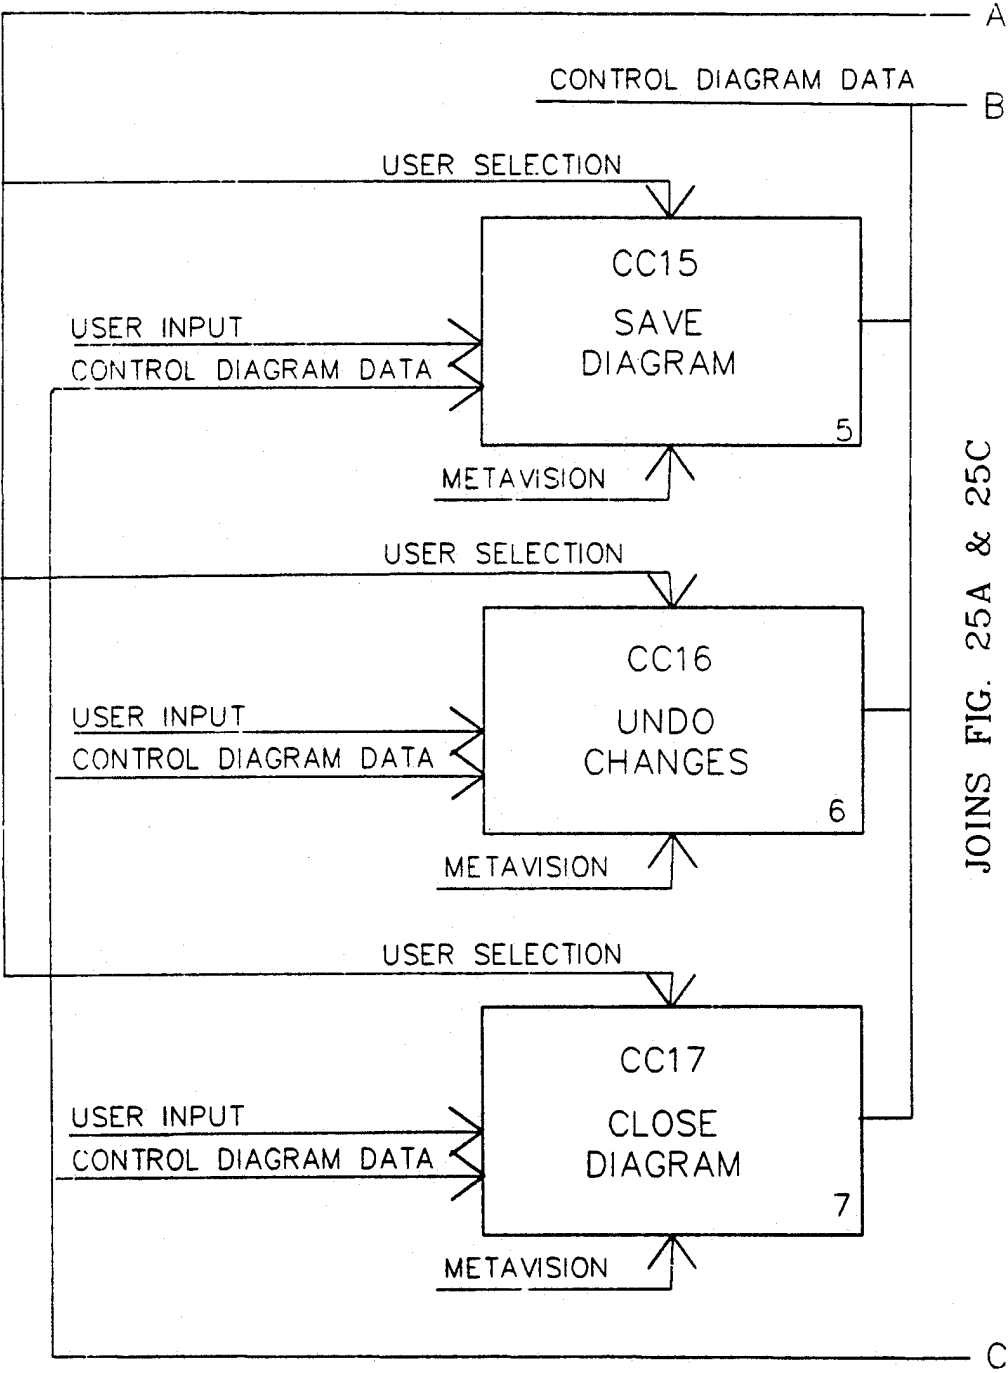 A
CONTROL DIAGRAM DATA
B
USER SELECTION
CC15
SAVE
DIAGRAM
USER INPUT
CONTROL DIAGRAM DATA
5
METAVISION
USER SELECTION
CC16
UNDO
CHANGES
USER INPUT
CONTROL DIAGRAM DATA
6
METAVISION
USER SELECTION
CC17
CLOSE
DIAGRAM
USER INPUT
CONTROL DIAGRAM DATA
7
METAVISION
C
JOINS FIG. 25A & 25C